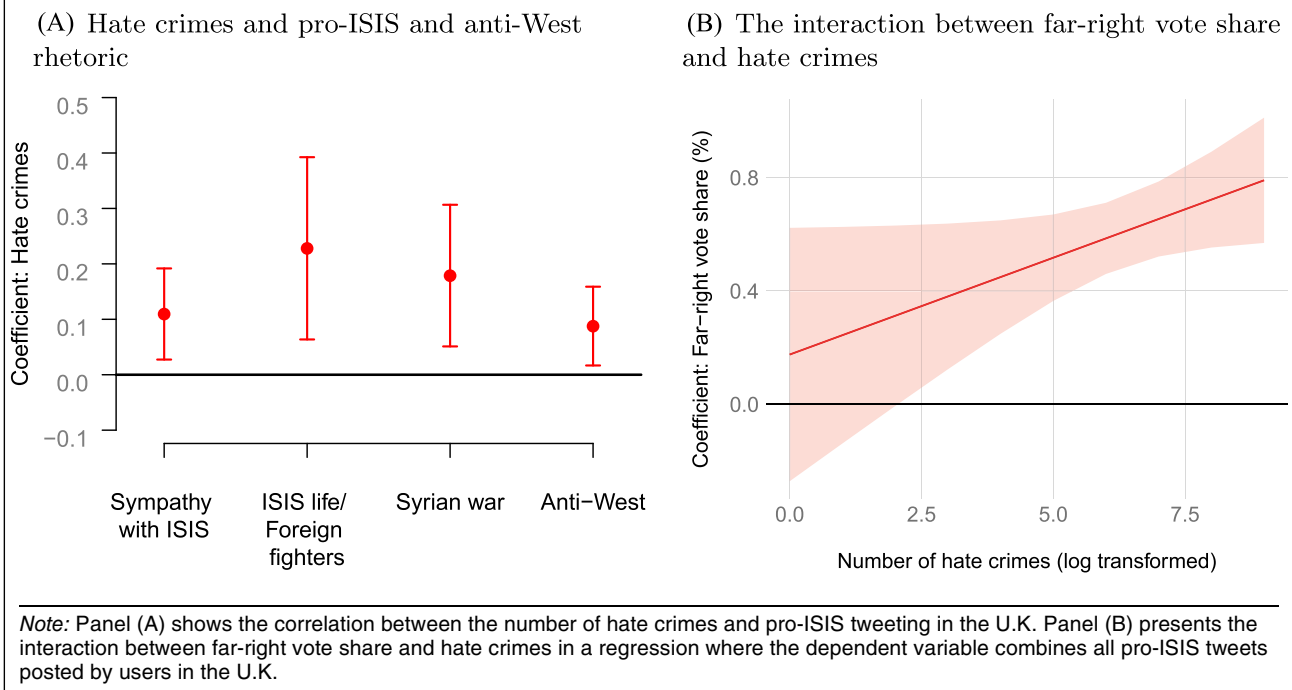 (A) Hate crimes and pro-ISIS and anti-West
rhetoric
Coefficient: Hate crimes
0.5
0.4
0.3
0.2
0.1
0.0
−0.1
Sympathy
with ISIS
ISIS life/
Foreign
fighters
Syrian war
Anti−West
(B) The interaction between far-right vote share
and hate crimes
Coefficient: Far−right vote share (%)
0.8
0.4
0.0
0.0
2.5
5.0
7.5
Number of hate crimes (log transformed)
Note: Panel (A) shows the correlation between the number of hate crimes and pro-ISIS tweeting in the U.K. Panel (B) presents the
interaction between far-right vote share and hate crimes in a regression where the dependent variable combines all pro-ISIS tweets
posted by users in the U.K.